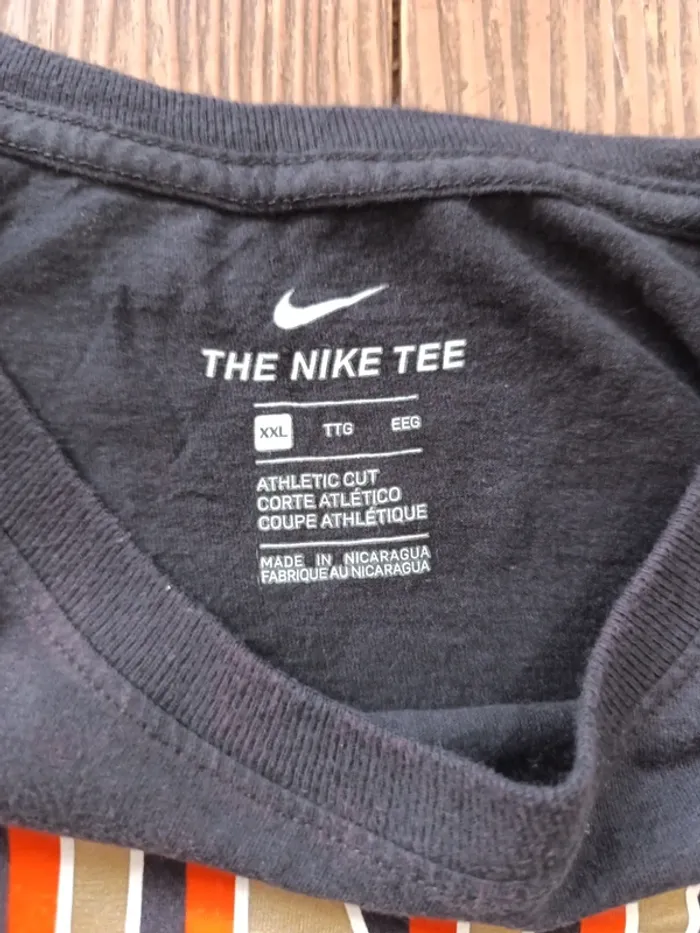 THE NIKE TEE
XXL TTG EEG
ATHLETIC CUT
CORTE ATLÉTICO
COUPE ATHLÉTIQUE
MADE IN NICARAGUA
FABRIQUE AU NICARAGUA